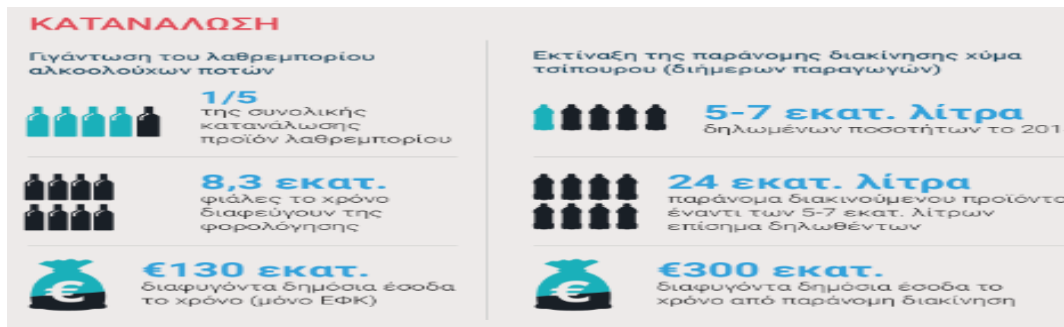 ΚΑΤΑΝΑΛΩΣΗ
Γιγάντωση του λαθρεμπορίου
αλκοολούχων ποτών
1/5
της συνολικής
κατανάλωσης
προϊόν λαθρεμπορίου
8,3 εκατ.
φιάλες το χρόνο
διαφεύγουν της
φορολόγησης
€130 εκατ.
διαφυγόντα δημόσια έσοδα
το χρόνο (μόνο ΕΦΚ)
Εκτίναξη της παράνομης διακίνησης χύμα
τσίπουρου (διήμερων παραγωγών)
5-7 εκατ. λίτρα
δηλωμένων ποσοτήτων το 201
24 εκατ. λίτρα
παράνομα διακινούμενου προϊόντο
έναντι των 5-7 εκατ. λίτρων
επίσημα δηλωθέντων
€300 εκατ.
διαφυγόντα δημόσια έσοδα το
χρόνο από παράνομη διακίνηση